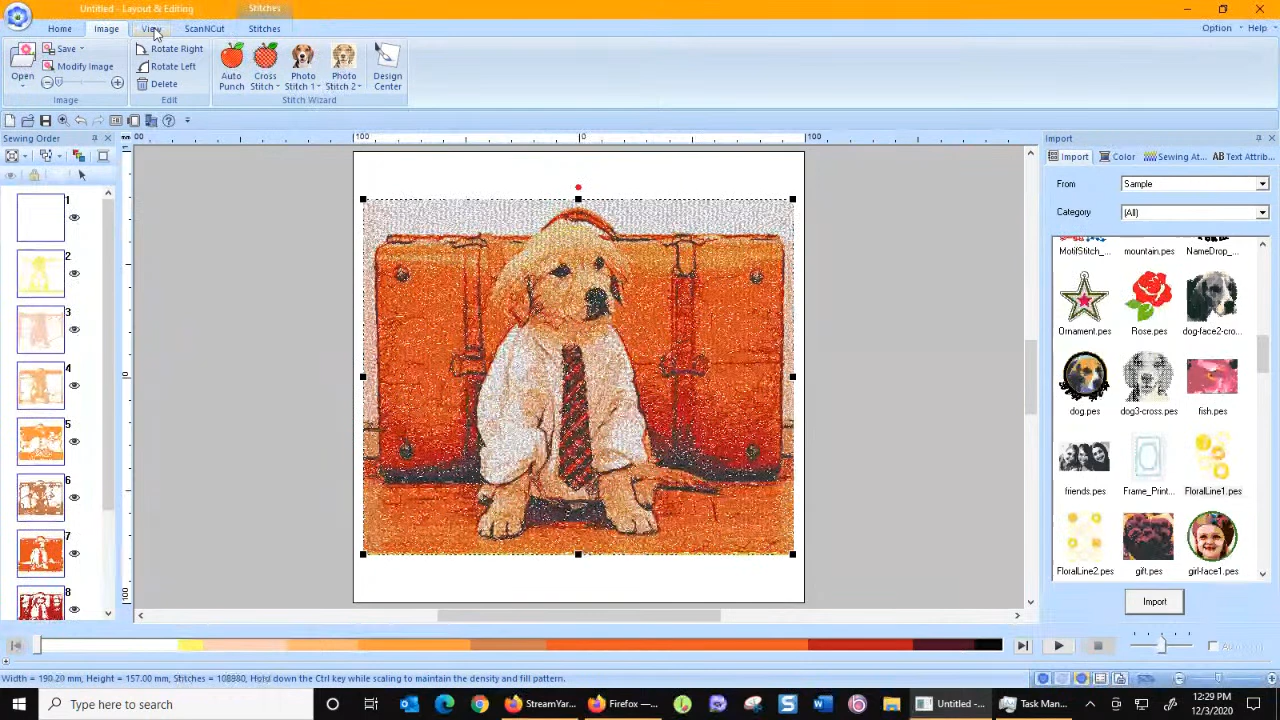 Untitled - Layout & Editing
Stitches
Home
Image
View
ScanNCut
Stitches
Option
Help
Open
Save
Modify Image
Rotate Right
Rotate Left
Delete
Auto Punch
Cross Stitch
Photo Stitch 1
Photo Stitch 2
Design Center
Image
Edit
Stitch Wizard
Sewing Order
100
0
100
Import
Import
Color
Sewing At...
Text Attrib...
From
Sample
Category
(All)
MotifStitch_...
mountain.pes
NameDrop_...
Ornament.pes
Rose.pes
dog-face2-cro...
dog.pes
dog3-cross.pes
fish.pes
friends.pes
Frame_Print...
FloralLine1.pes
FloralLine2.pes
gift.pes
girl-face1.pes
Import
1
2
3
4
5
6
7
8
100
Width = 190.20 mm, Height = 157.00 mm, Stitches = 108880, Hold down the Ctrl key while scaling to maintain the density and fill pattern.
Type here to search
StreamYar...
Firefox —...
Untitled -...
Task Man...
12:29 PM
12/3/2020